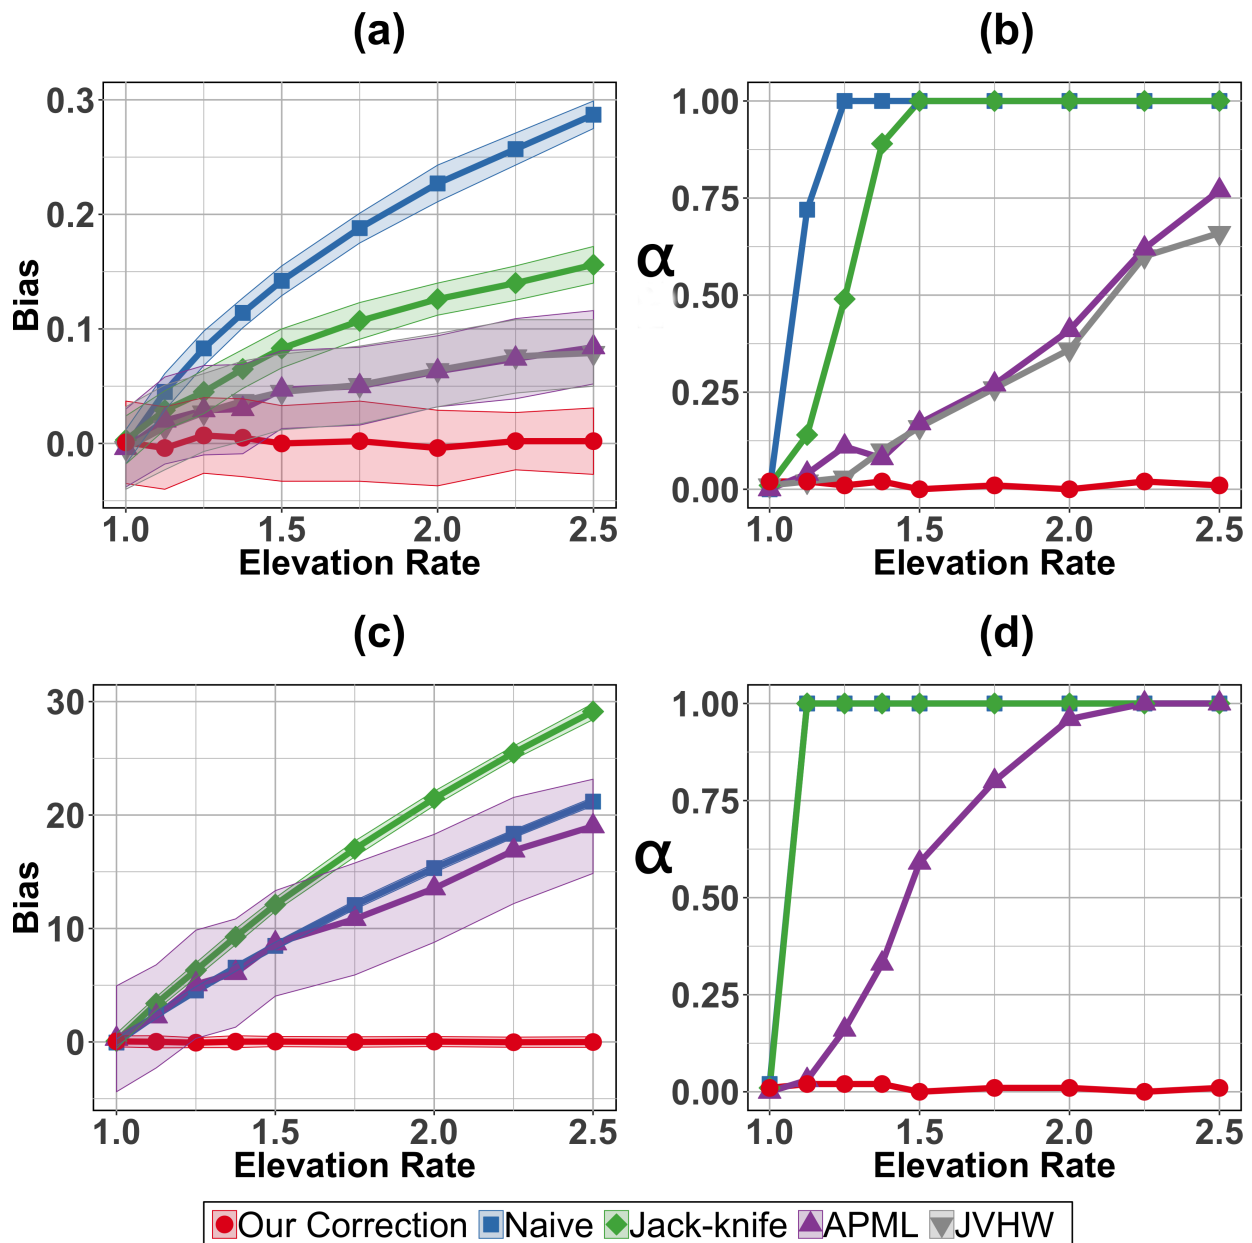 (a)
(b)
0.3
0.2
0.1
0.0
Bias
1.0
1.5
2.0
2.5
Elevation Rate
1.00
0.75
0.50
0.25
0.00
α
1.0
1.5
2.0
2.5
Elevation Rate
(c)
(d)
30
20
10
0
Bias
1.0
1.5
2.0
2.5
Elevation Rate
1.00
0.75
0.50
0.25
0.00
α
1.0
1.5
2.0
2.5
Elevation Rate
Our Correction Naive Jack-knife APML JVHW